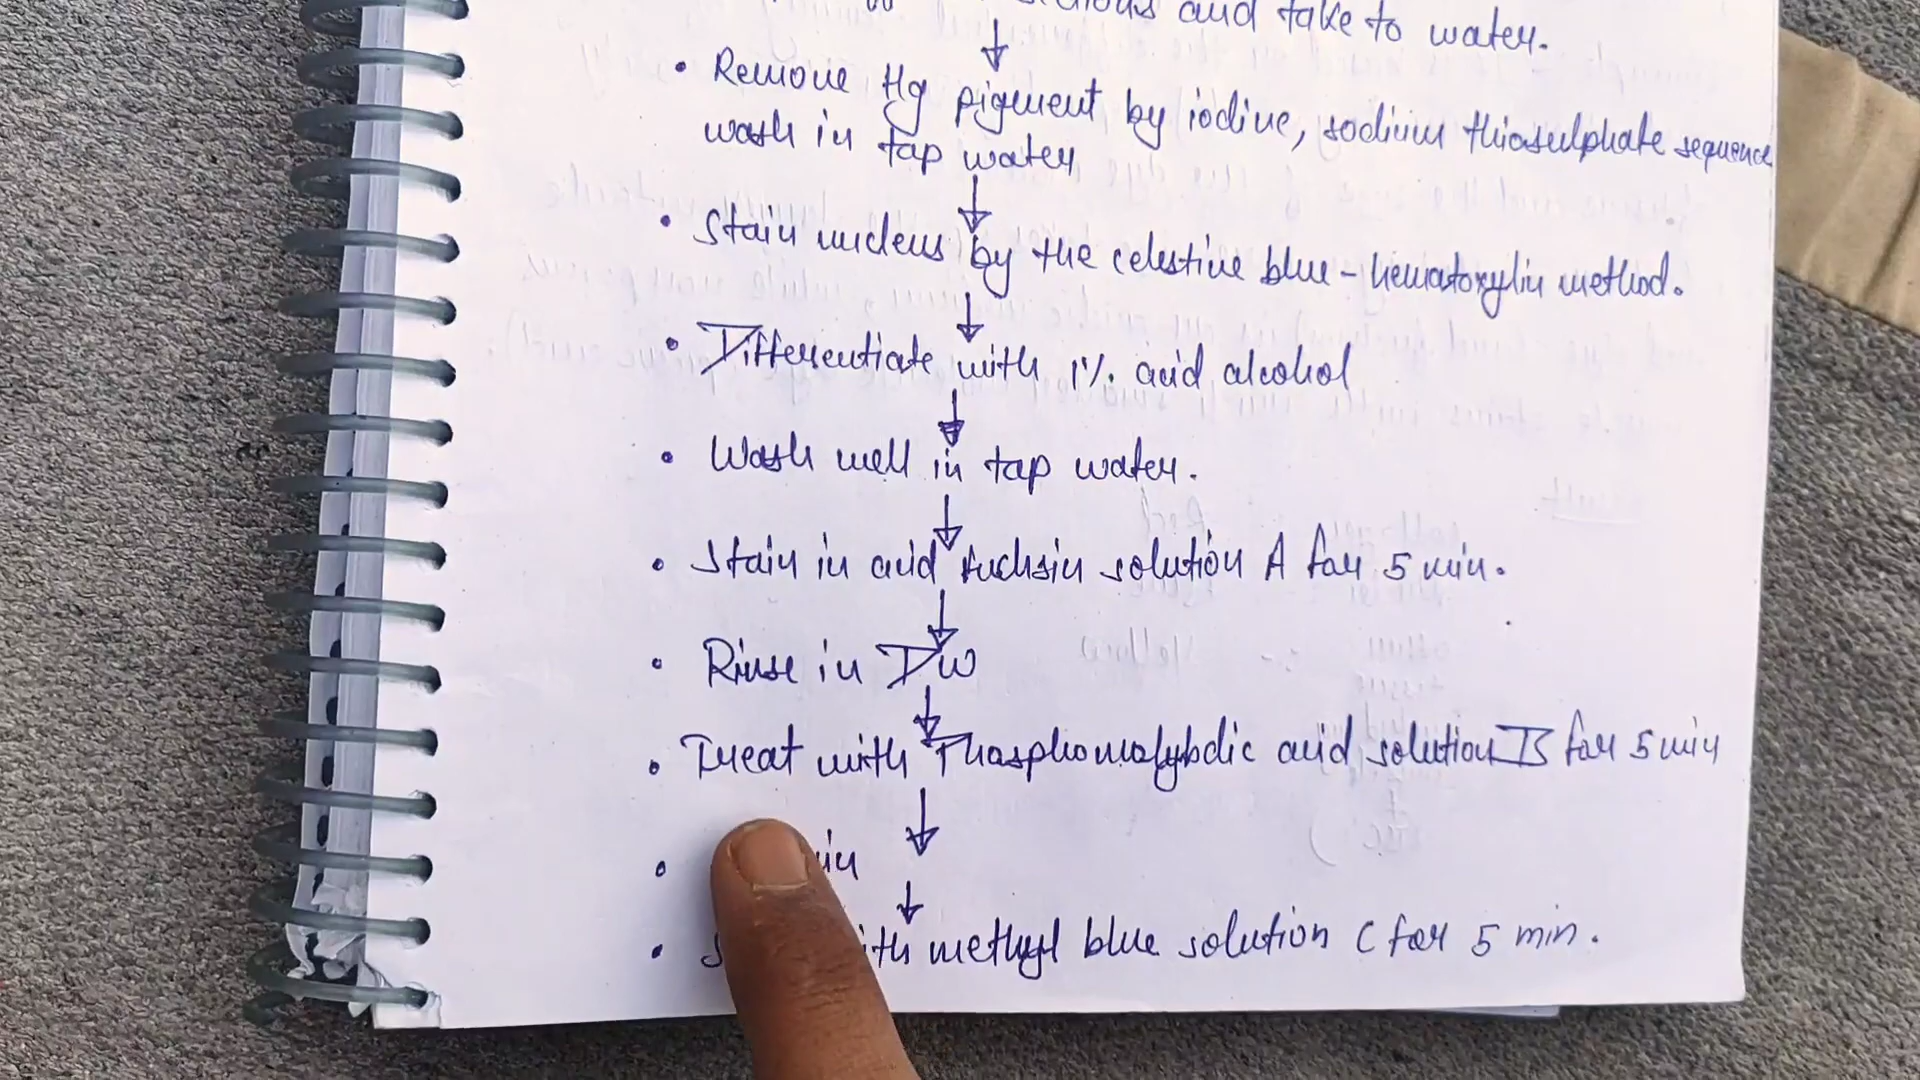 and take to water.
↓
• Remove Hg pigment by iodine, sodium thiosulphate sequence
wash in tap water
↓
• Stain nucleus by the celestine blue - hematoxylin method.
↓
• Differentiate with 1% acid alcohol
↓
• Wash well in tap water.
↓
• Stain in acid fuchsin solution A for 5 min.
↓
• Rinse in DW
↓
• Treat with Phosphomolybdic acid solution B for 5 min
↓
•
↓
• methyl blue solution C for 5 min.